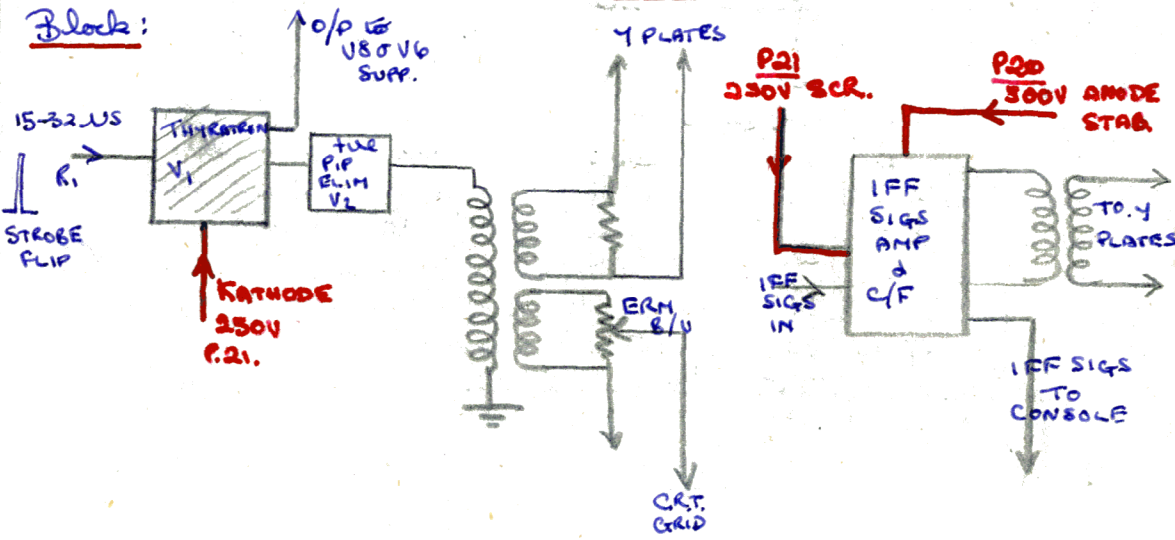 Block:
O/P to
V8 or V6
SUPP.
15-32 uS
R1
STROBE
FLIP
THYRATRON
V1
+ve
PIP
ELIM
V2
KATHODE
250V
P.21.
Y PLATES
ERM
S/V
C.R.T.
GRID
P21
250V SCR.
P20
300V ANODE
STAB.
IFF
SIGS
AMP
&
C/F
IFF
SIGS
IN
TO Y
PLATES
IFF SIGS
TO
CONSOLE